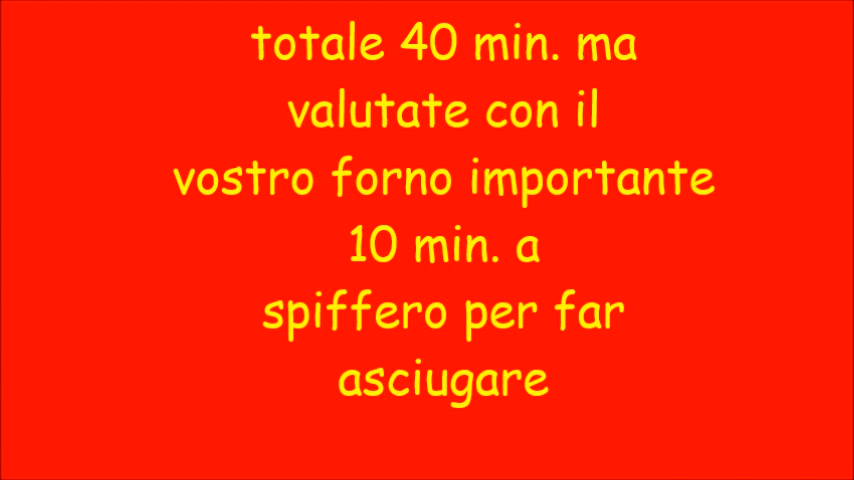 totale 40 min. ma
valutate con il
vostro forno importante
10 min. a
spiffero per far
asciugare